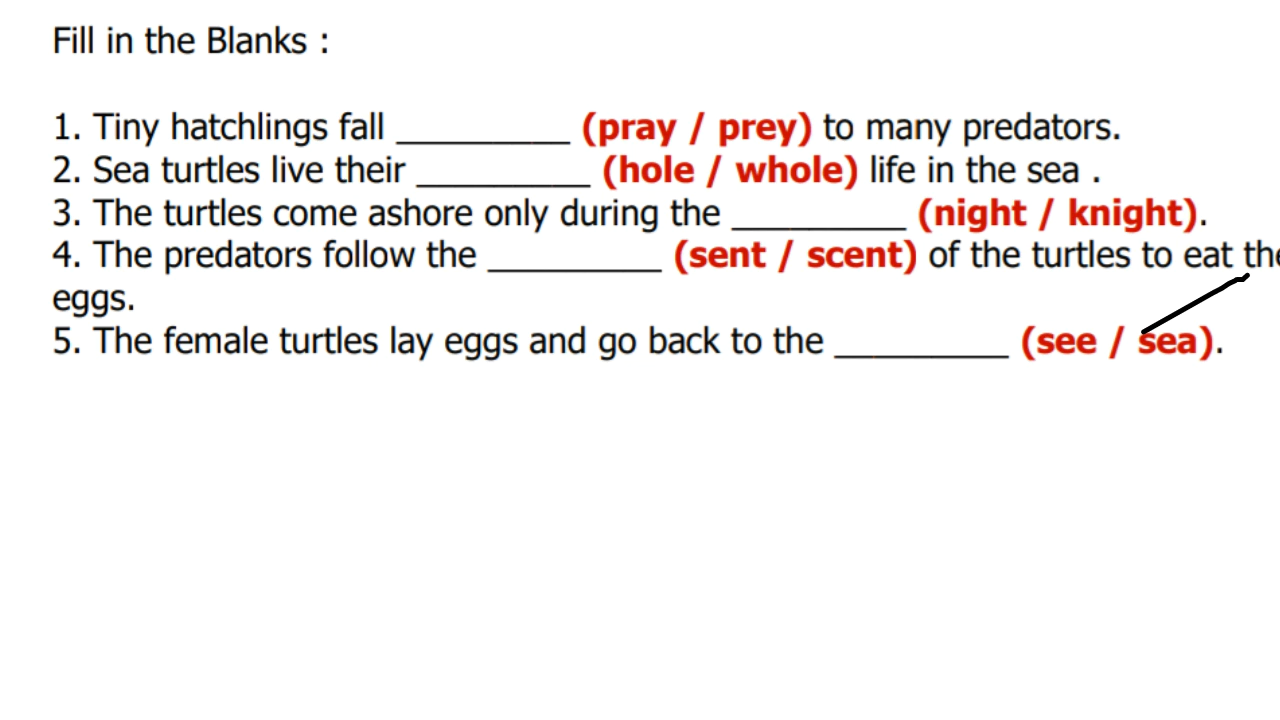 Fill in the Blanks :
1. Tiny hatchlings fall _________ (pray / prey) to many predators.
2. Sea turtles live their _________ (hole / whole) life in the sea .
3. The turtles come ashore only during the _________ (night / knight).
4. The predators follow the _________ (sent / scent) of the turtles to eat the
eggs.
5. The female turtles lay eggs and go back to the _________ (see / sea).